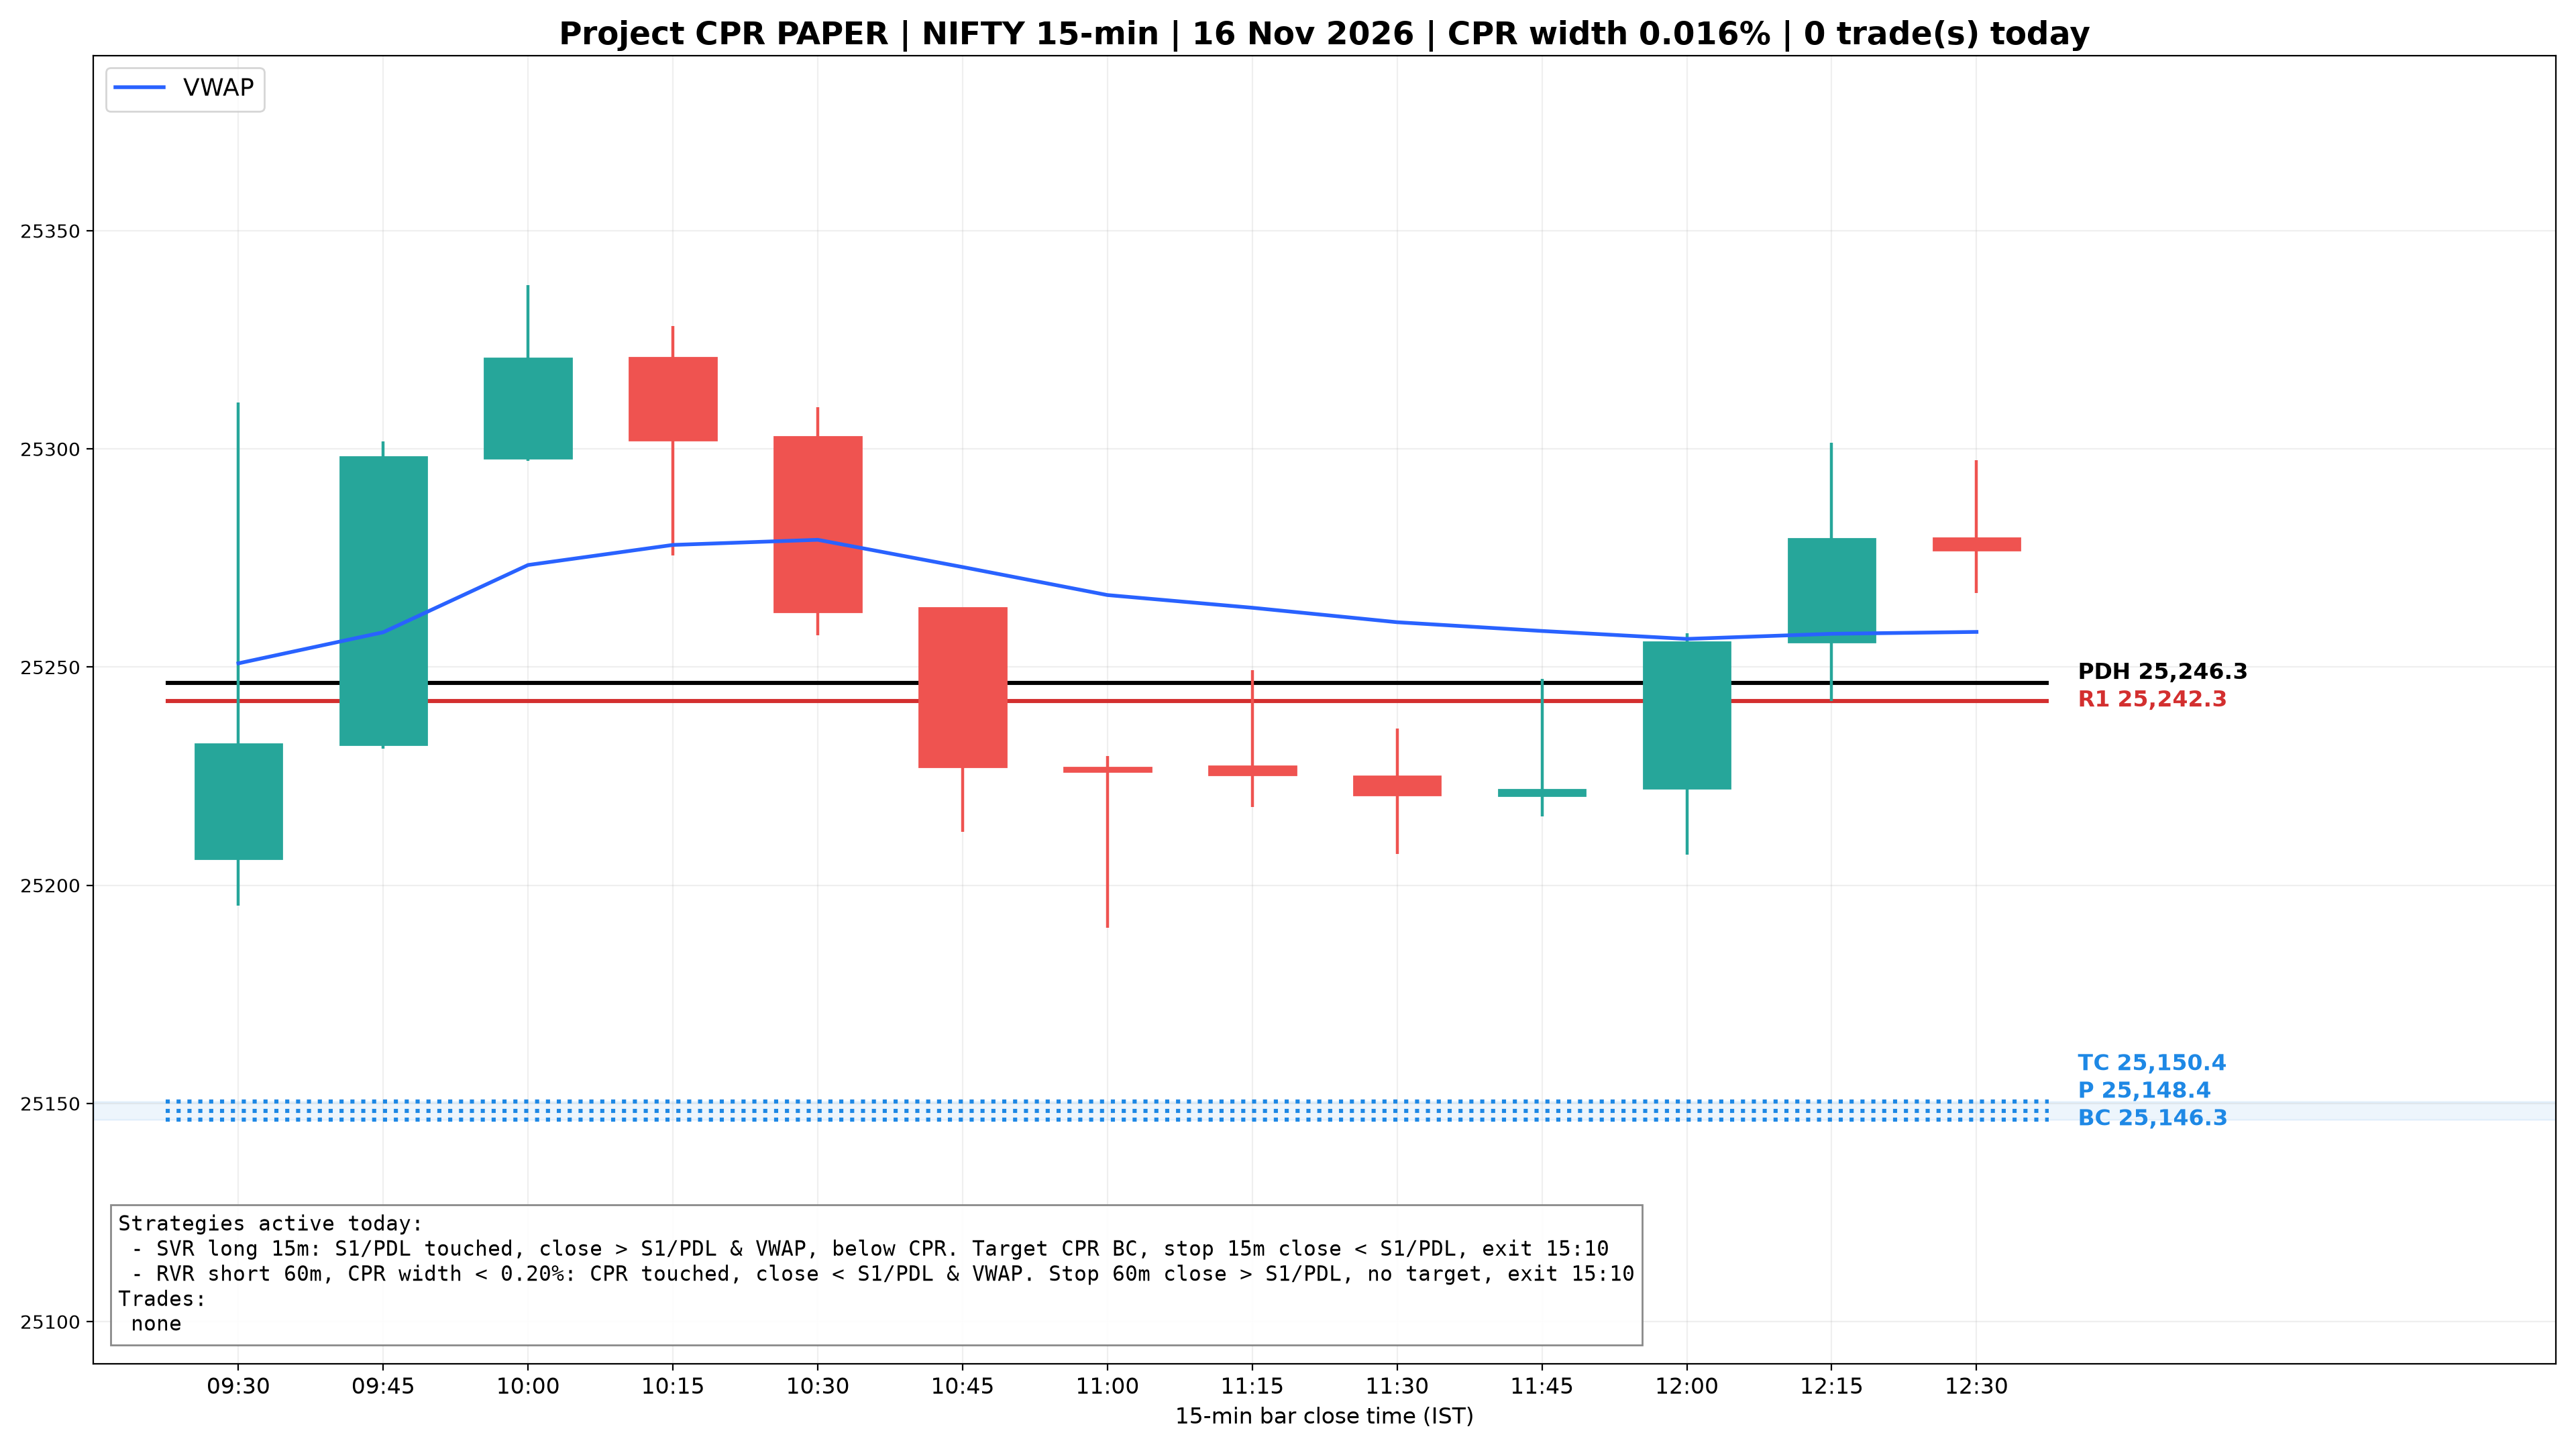 Project CPR PAPER | NIFTY 15-min | 16 Nov 2026 | CPR width 0.016% | 0 trade(s) today
VWAP
25350
25300
25250
25200
25150
25100
PDH 25,246.3
R1 25,242.3
TC 25,150.4
P 25,148.4
BC 25,146.3
Strategies active today:
- SVR long 15m: S1/PDL touched, close > S1/PDL & VWAP, below CPR. Target CPR BC, stop 15m close < S1/PDL, exit 15:10
- RVR short 60m, CPR width < 0.20%: CPR touched, close < S1/PDL & VWAP. Stop 60m close > S1/PDL, no target, exit 15:10
Trades:
none
09:30 09:45 10:00 10:15 10:30 10:45 11:00 11:15 11:30 11:45 12:00 12:15 12:30
15-min bar close time (IST)